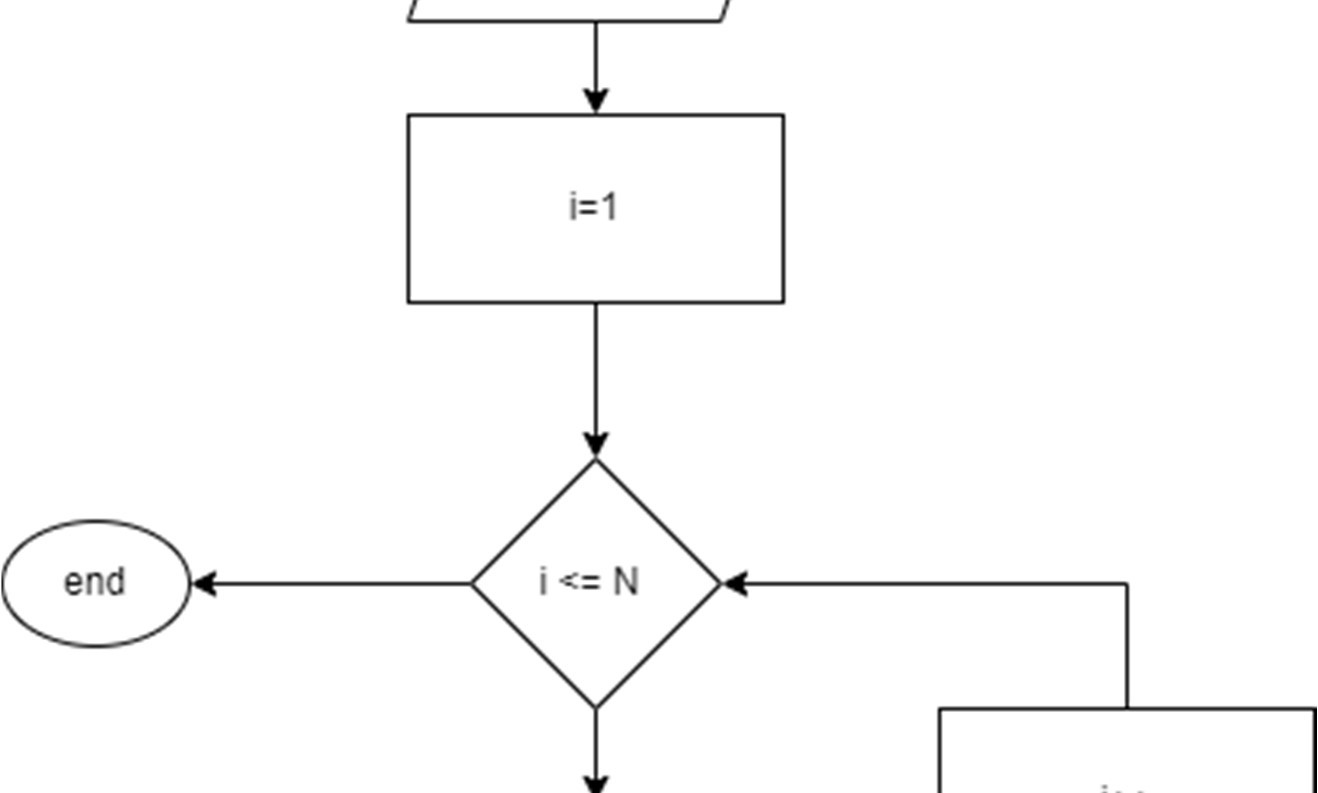 i=1
end
i <= N